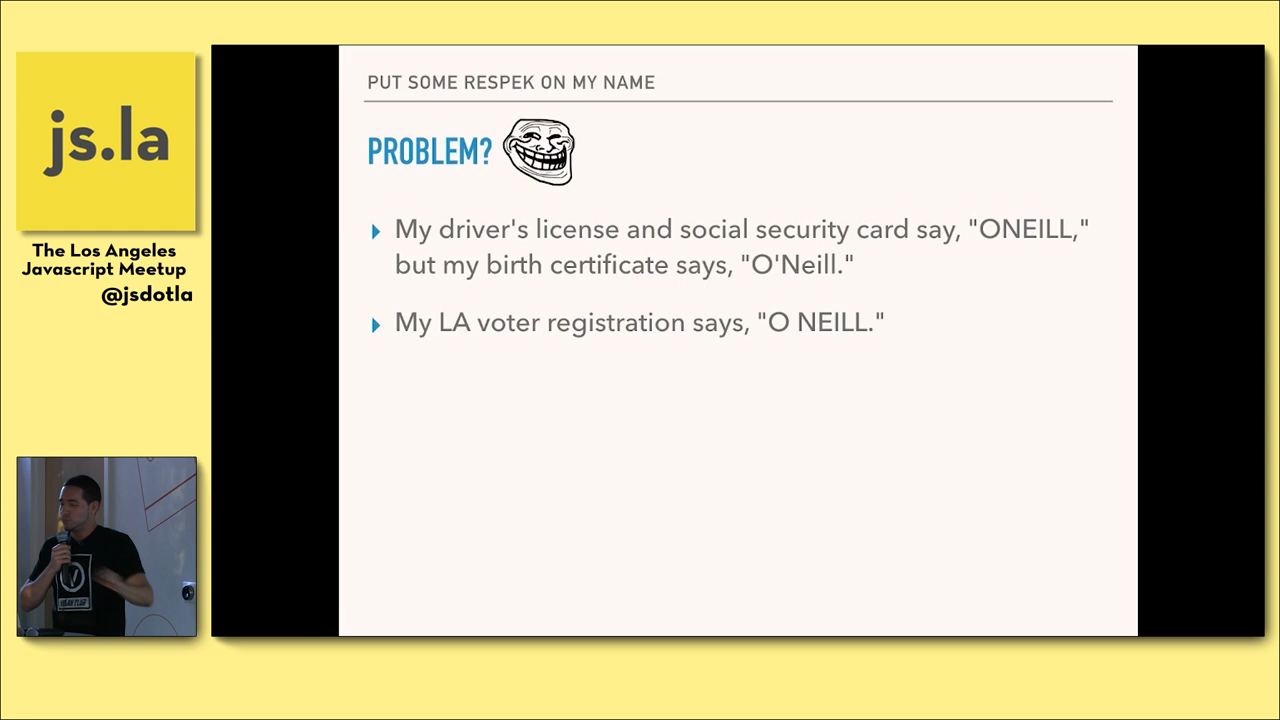 js.la
The Los Angeles
Javascript Meetup
@jsdotla
PUT SOME RESPEK ON MY NAME
PROBLEM?
My driver's license and social security card say, "ONEILL,"
but my birth certificate says, "O'Neill."
My LA voter registration says, "O NEILL."